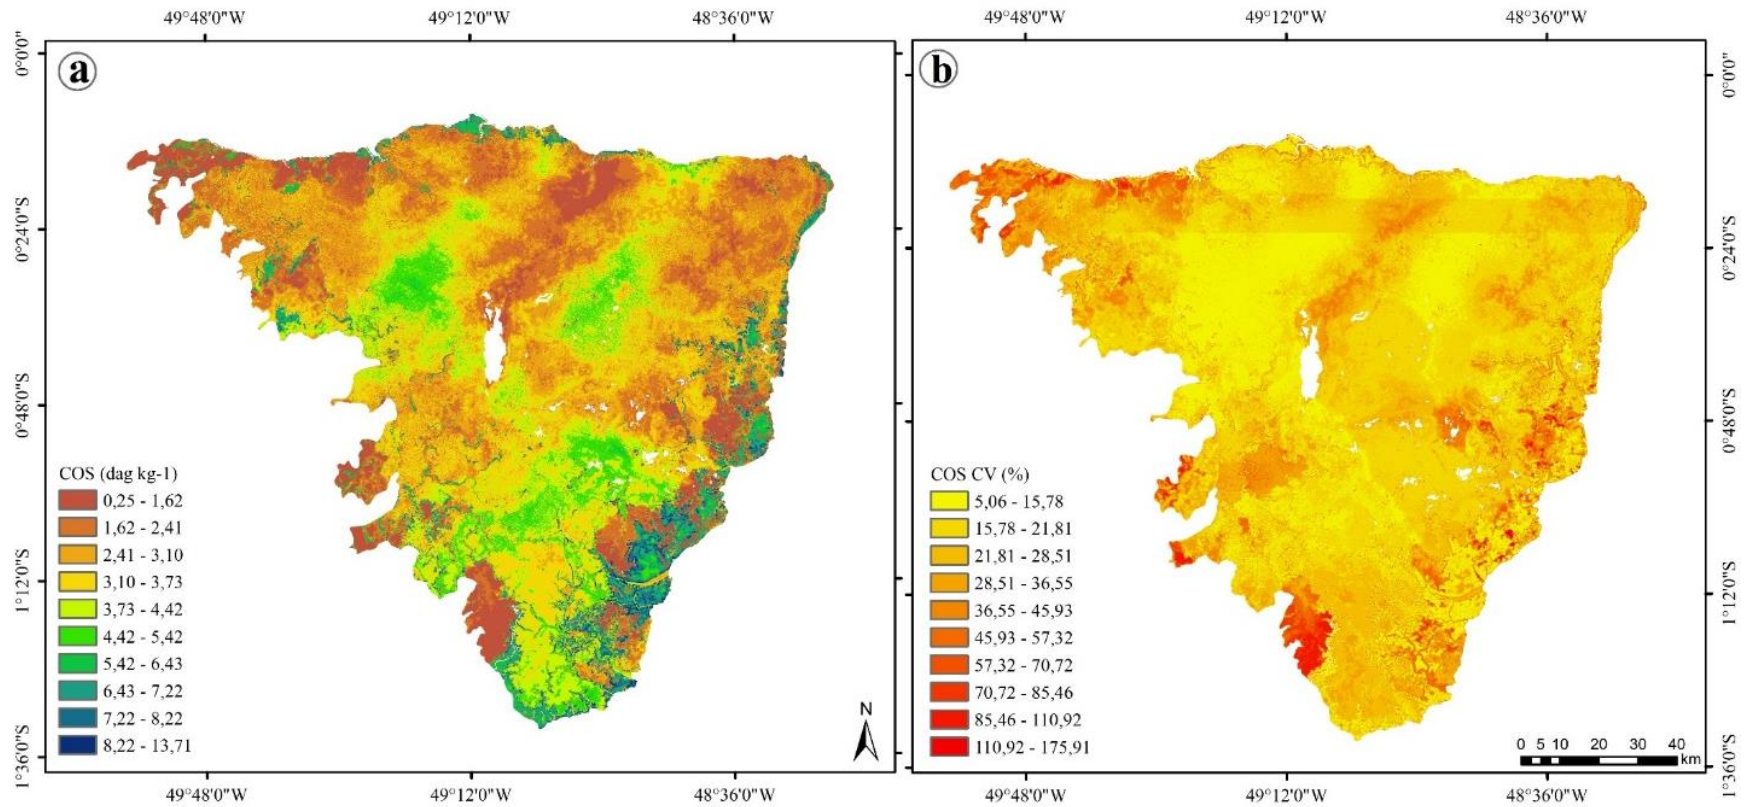 49°48'0"W 49°12'0"W 48°36'0"W
49°48'0"W 49°12'0"W 48°36'0"W
a
b
0°0'0"
0°24'0"S
0°48'0"S
1°12'0"S
1°36'0"S
0°0'0"
0°24'0"S
0°48'0"S
1°12'0"S
1°36'0"S
COS (dag kg-1)
0,25 - 1,62
1,62 - 2,41
2,41 - 3,10
3,10 - 3,73
3,73 - 4,42
4,42 - 5,42
5,42 - 6,43
6,43 - 7,22
7,22 - 8,22
8,22 - 13,71
N
COS CV (%)
5,06 - 15,78
15,78 - 21,81
21,81 - 28,51
28,51 - 36,55
36,55 - 45,93
45,93 - 57,32
57,32 - 70,72
70,72 - 85,46
85,46 - 110,92
110,92 - 175,91
0 5 10 20 30 40
km
49°48'0"W 49°12'0"W 48°36'0"W
49°48'0"W 49°12'0"W 48°36'0"W